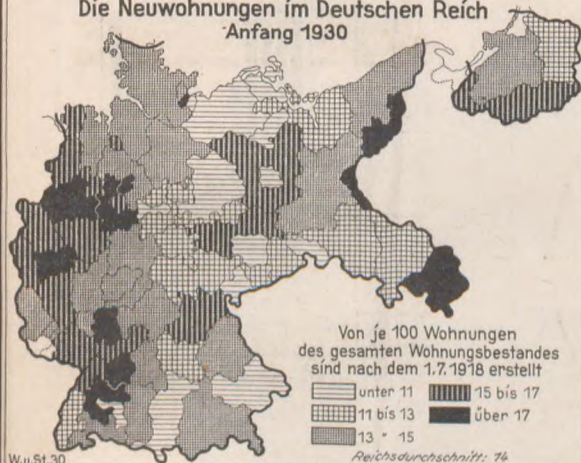 Die Neuwohnungen im Deutschen Reich
Anfang 1930
Von je 100 Wohnungen
des gesamten Wohnungsbestandes
sind nach dem 1.7.1918 erstellt
unter 11
15 bis 17
11 bis 13
über 17
13 " 15
W.u.St.30
Reichsdurchschnitt: 14